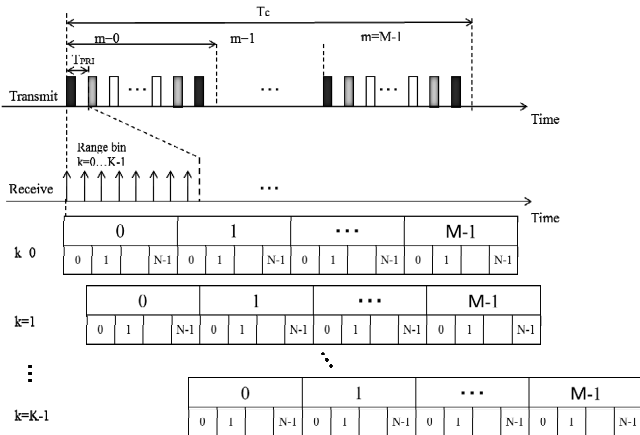 Tc
m=0 m=1 m=M-1
TPRI
Transmit ... ... ... Time
Range bin
k=0...K-1
Receive ... Time
0 1 ... M-1
k 0
0 1 N-1 0 1 N-1 0 1 N-1 0 1 N-1
0 1 ... M-1
k=1
0 1 N-1 0 1 N-1 0 1 N-1 0 1 N-1
0 1 ... M-1
k=K-1
0 1 N-1 0 1 N-1 0 1 N-1 0 1 N-1